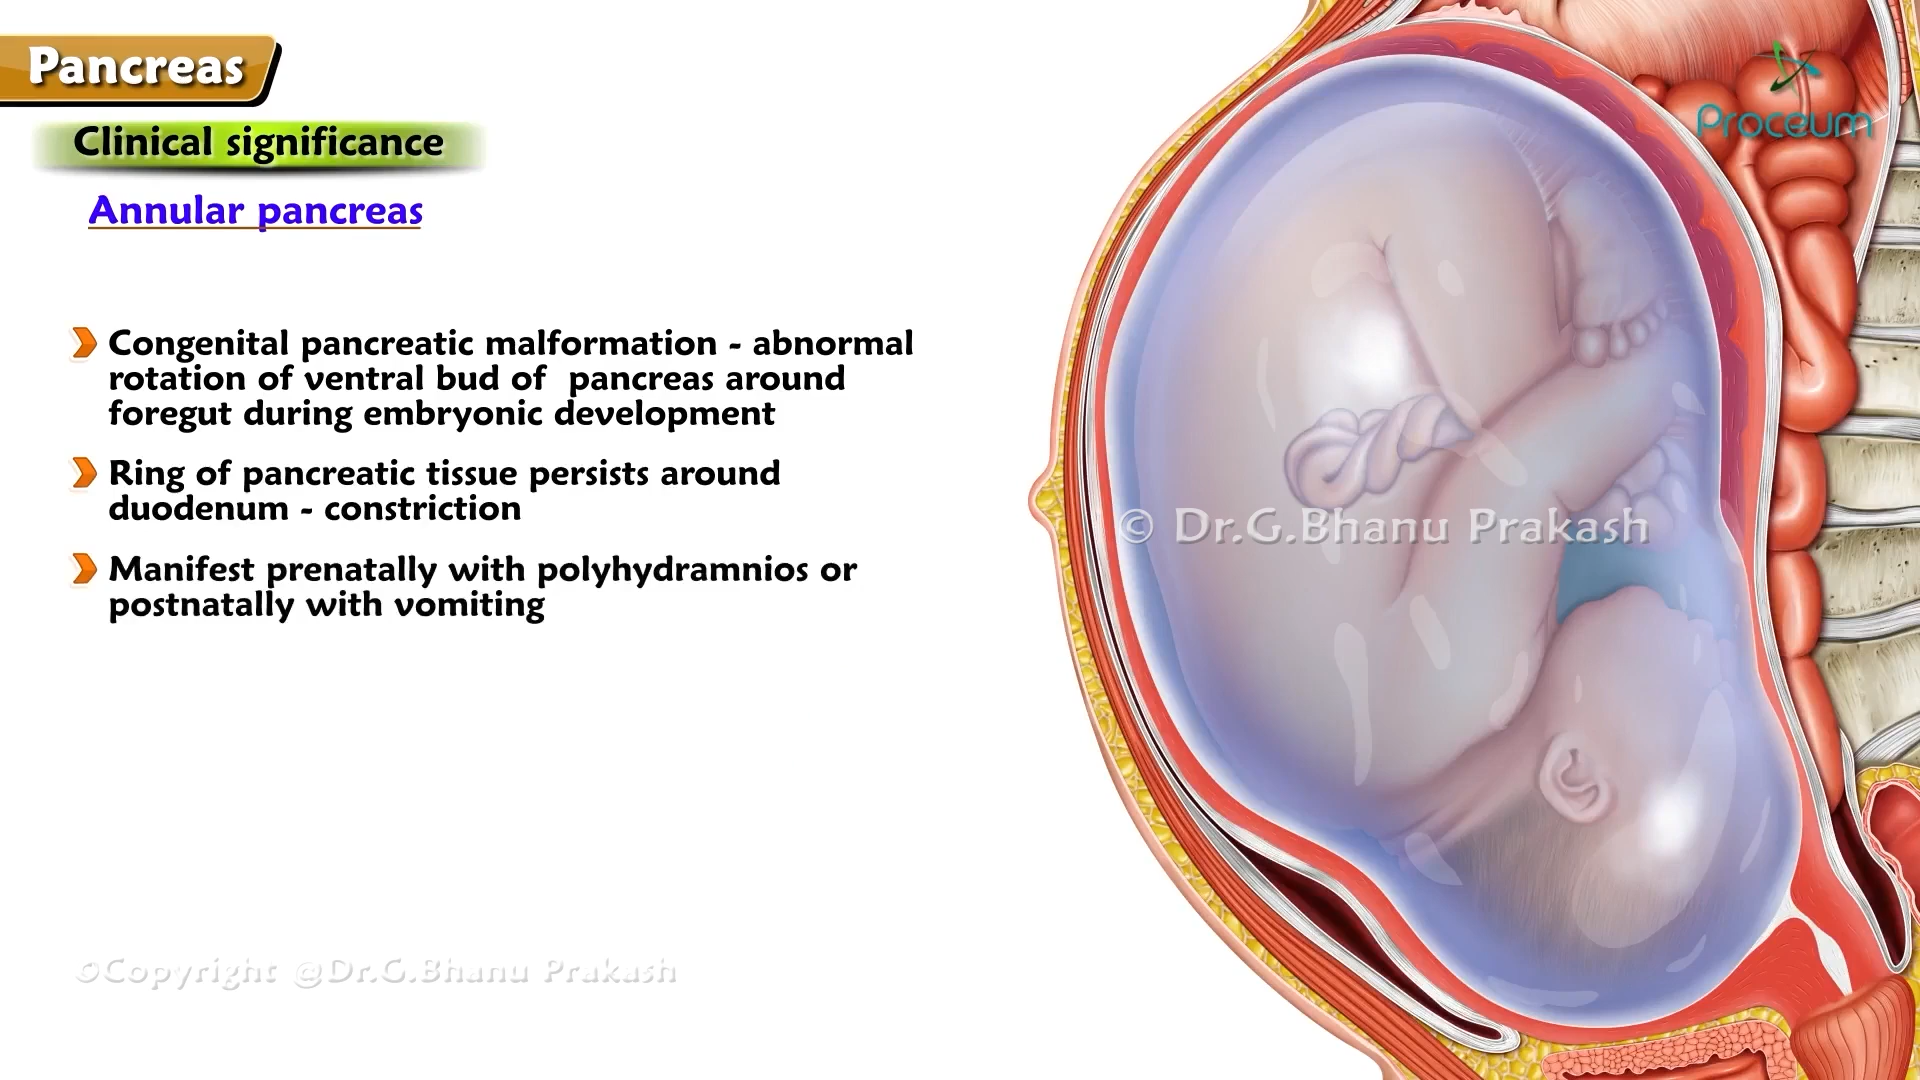 Pancreas
Clinical significance
Annular pancreas
Proceum
Congenital pancreatic malformation - abnormal
rotation of ventral bud of  pancreas around
foregut during embryonic development
Ring of pancreatic tissue persists around
duodenum - constriction
Manifest prenatally with polyhydramnios or
postnatally with vomiting
© Dr.G.Bhanu Prakash
©Copyright @Dr.G.Bhanu Prakash